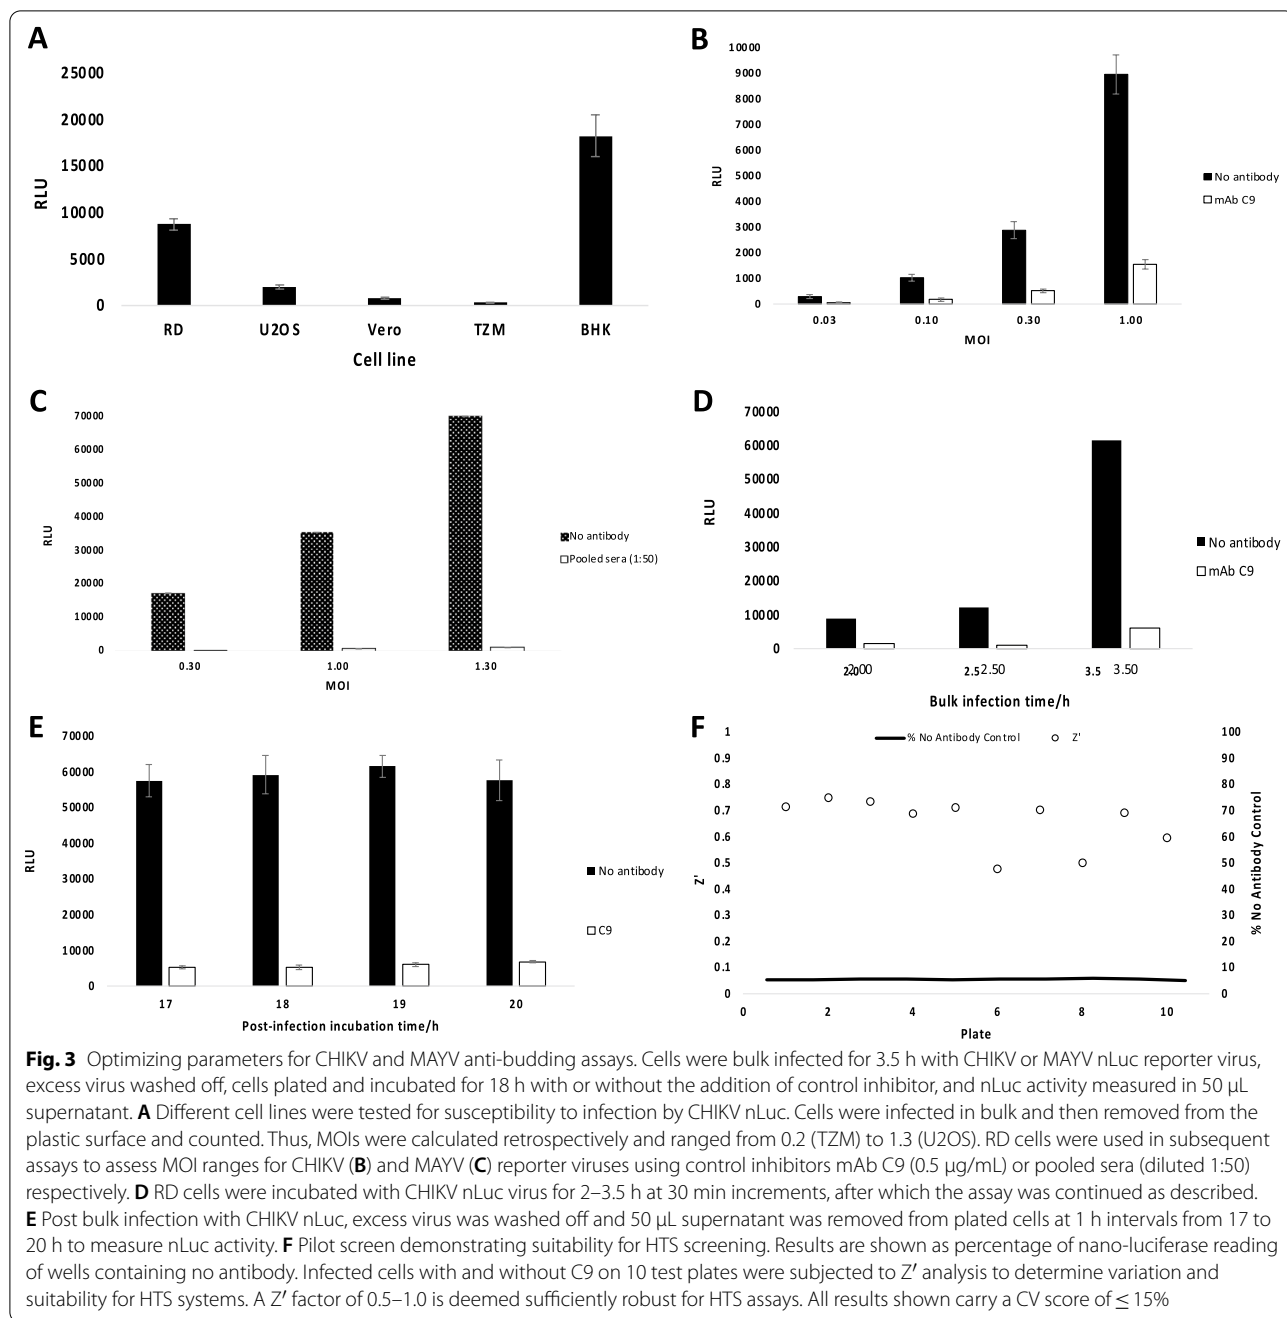 A
25000
20000
15000
10000
5000
0
RLU
RD U2OS Vero TZM BHK
Cell line
B
10000
9000
8000
7000
6000
5000
4000
3000
2000
1000
0
RLU
0.03 0.10 0.30 1.00
MOI
No antibody
mAb C9
C
70000
60000
50000
40000
30000
20000
10000
0
RLU
0.30 1.00 1.30
MOI
No antibody
Pooled sera (1:50)
D
70000
60000
50000
40000
30000
20000
10000
0
RLU
2.0 2.00 2.5 2.50 3.5 3.50
Bulk infection time/h
No antibody
mAb C9
E
70000
60000
50000
40000
30000
20000
10000
0
RLU
17 18 19 20
Post-infection incubation time/h
No antibody
C9
F
% No Antibody Control Z'
1
0.9
0.8
0.7
0.6
0.5
0.4
0.3
0.2
0.1
0
Z'
100
90
80
70
60
50
40
30
20
10
0
% No Antibody Control
0 2 4 6 8 10
Plate
Fig. 3 Optimizing parameters for CHIKV and MAYV anti-budding assays. Cells were bulk infected for 3.5 h with CHIKV or MAYV nLuc reporter virus,
excess virus washed off, cells plated and incubated for 18 h with or without the addition of control inhibitor, and nLuc activity measured in 50 μL
supernatant. A Different cell lines were tested for susceptibility to infection by CHIKV nLuc. Cells were infected in bulk and then removed from the
plastic surface and counted. Thus, MOIs were calculated retrospectively and ranged from 0.2 (TZM) to 1.3 (U2OS). RD cells were used in subsequent
assays to assess MOI ranges for CHIKV (B) and MAYV (C) reporter viruses using control inhibitors mAb C9 (0.5 μg/mL) or pooled sera (diluted 1:50)
respectively. D RD cells were incubated with CHIKV nLuc virus for 2–3.5 h at 30 min increments, after which the assay was continued as described.
E Post bulk infection with CHIKV nLuc, excess virus was washed off and 50 μL supernatant was removed from plated cells at 1 h intervals from 17 to
20 h to measure nLuc activity. F Pilot screen demonstrating suitability for HTS screening. Results are shown as percentage of nano-luciferase reading
of wells containing no antibody. Infected cells with and without C9 on 10 test plates were subjected to Z′ analysis to determine variation and
suitability for HTS systems. A Z′ factor of 0.5–1.0 is deemed sufficiently robust for HTS assays. All results shown carry a CV score of ≤ 15%